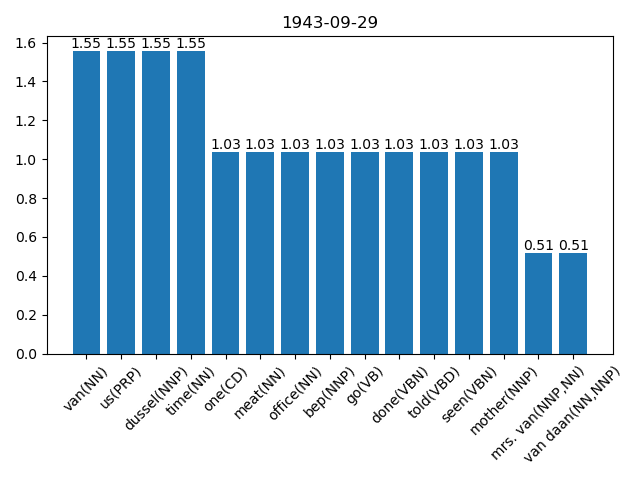 1943-09-29
1.6
1.4
1.2
1.0
0.8
0.6
0.4
0.2
0.0
1.55 1.55 1.55 1.55
1.03 1.03 1.03 1.03 1.03 1.03 1.03 1.03 1.03
0.51 0.51
van(NN)
us(PRP)
dussel(NNP)
time(NN)
one(CD)
meat(NN)
office(NN)
bep(NNP)
go(VB)
done(VBN)
told(VBD)
seen(VBN)
mother(NNP)
mrs. van(NNP,NN)
van daan(NN,NNP)